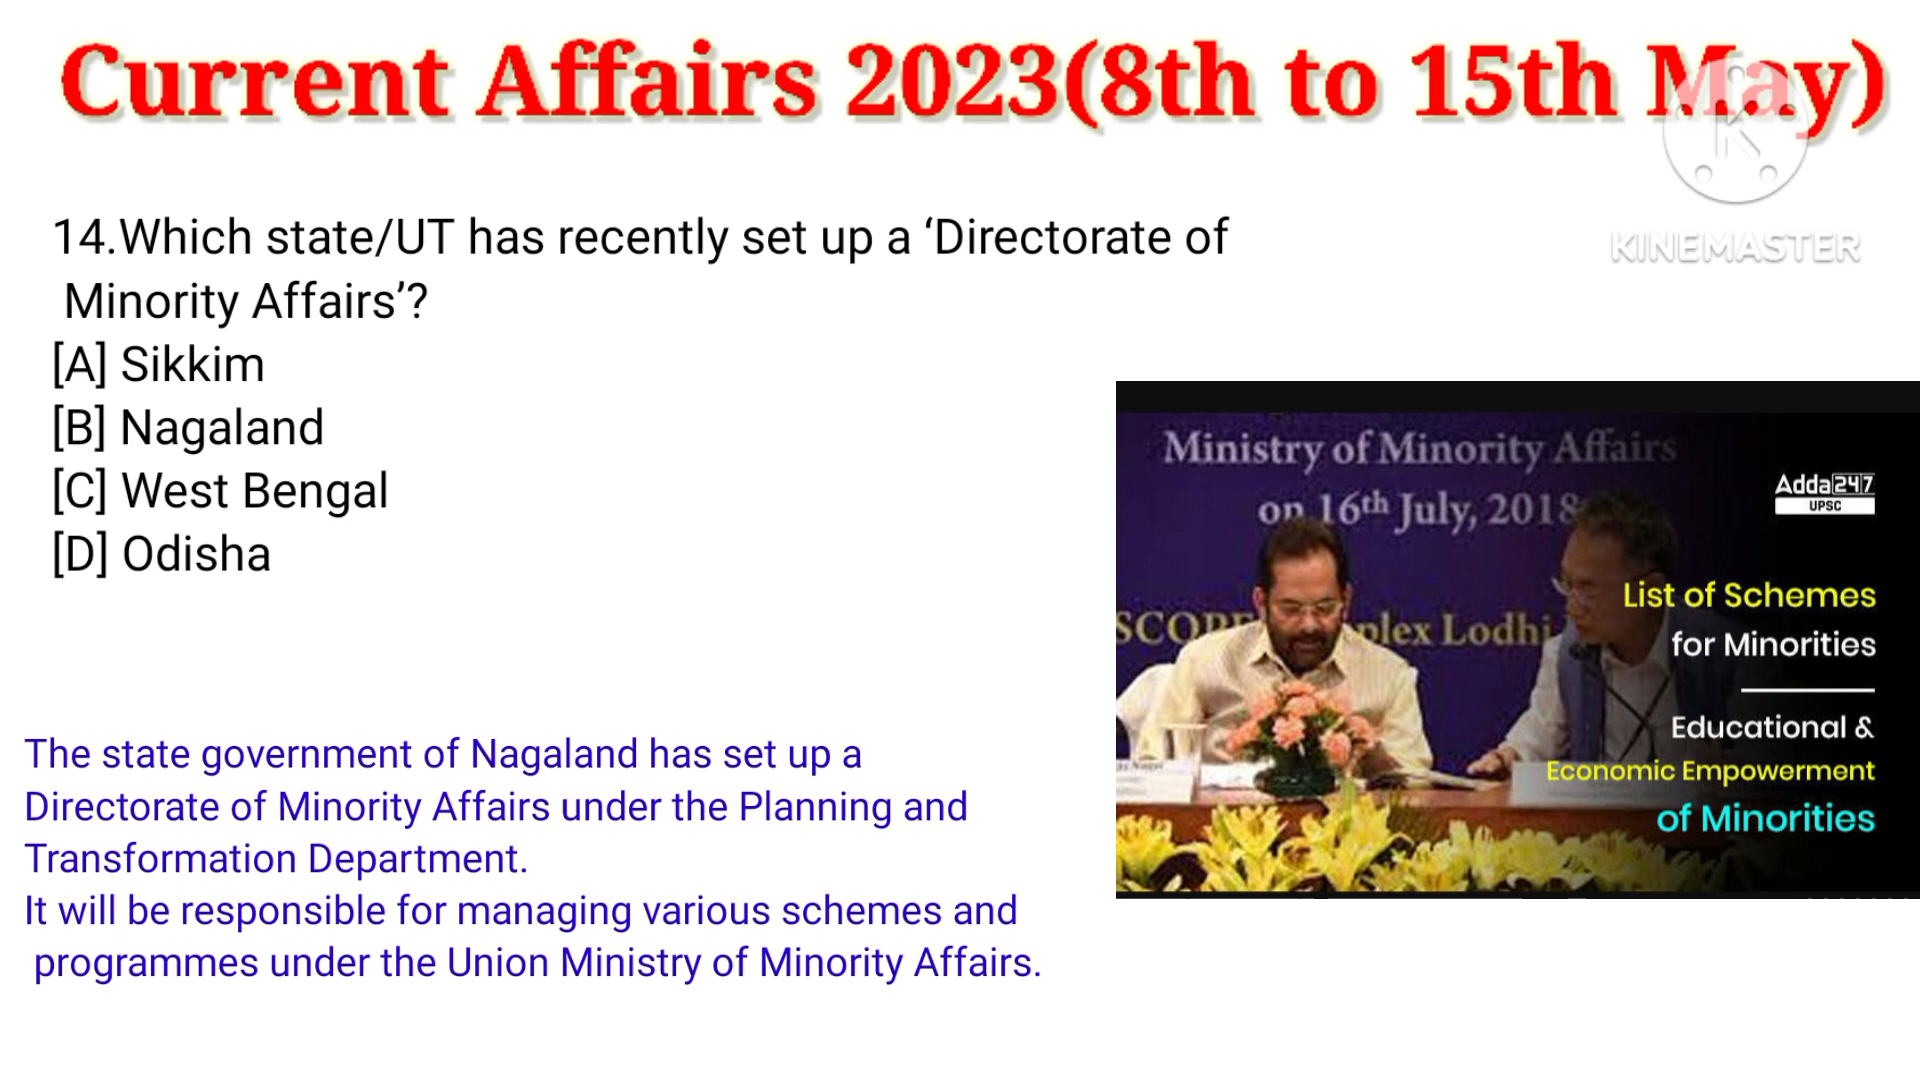 Current Affairs 2023(8th to 15th May)
KINEMASTER
14.Which state/UT has recently set up a ‘Directorate of
Minority Affairs’?
[A] Sikkim
[B] Nagaland
[C] West Bengal
[D] Odisha
Ministry of Minority Affairs
on 16th July, 2018
Lodhi
Adda247
UPSC
List of Schemes
for Minorities
Educational &
Economic Empowerment
of Minorities
The state government of Nagaland has set up a
Directorate of Minority Affairs under the Planning and
Transformation Department.
It will be responsible for managing various schemes and
programmes under the Union Ministry of Minority Affairs.